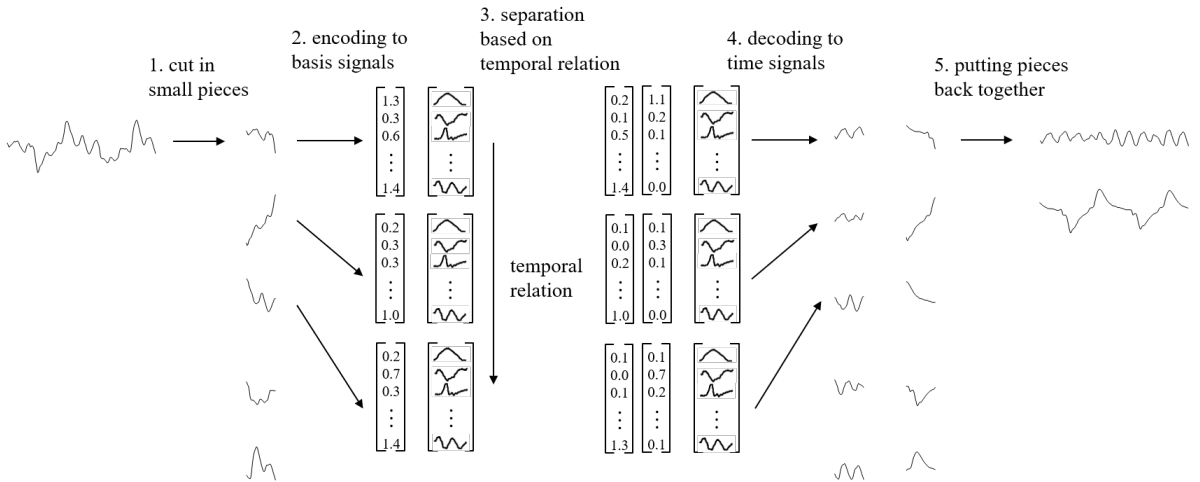 1. cut in
small pieces
2. encoding to
basis signals
3. separation
based on
temporal relation
4. decoding to
time signals
5. putting pieces
back together
1.3
0.3
0.6
1.4
0.2
0.3
0.3
1.0
0.2
0.7
0.3
1.4
temporal
relation
0.2 1.1
0.1 0.2
0.5 0.1
1.4 0.0
0.1 0.1
0.0 0.3
0.2 0.1
1.0 0.0
0.1 0.1
0.0 0.7
0.1 0.2
1.3 0.1